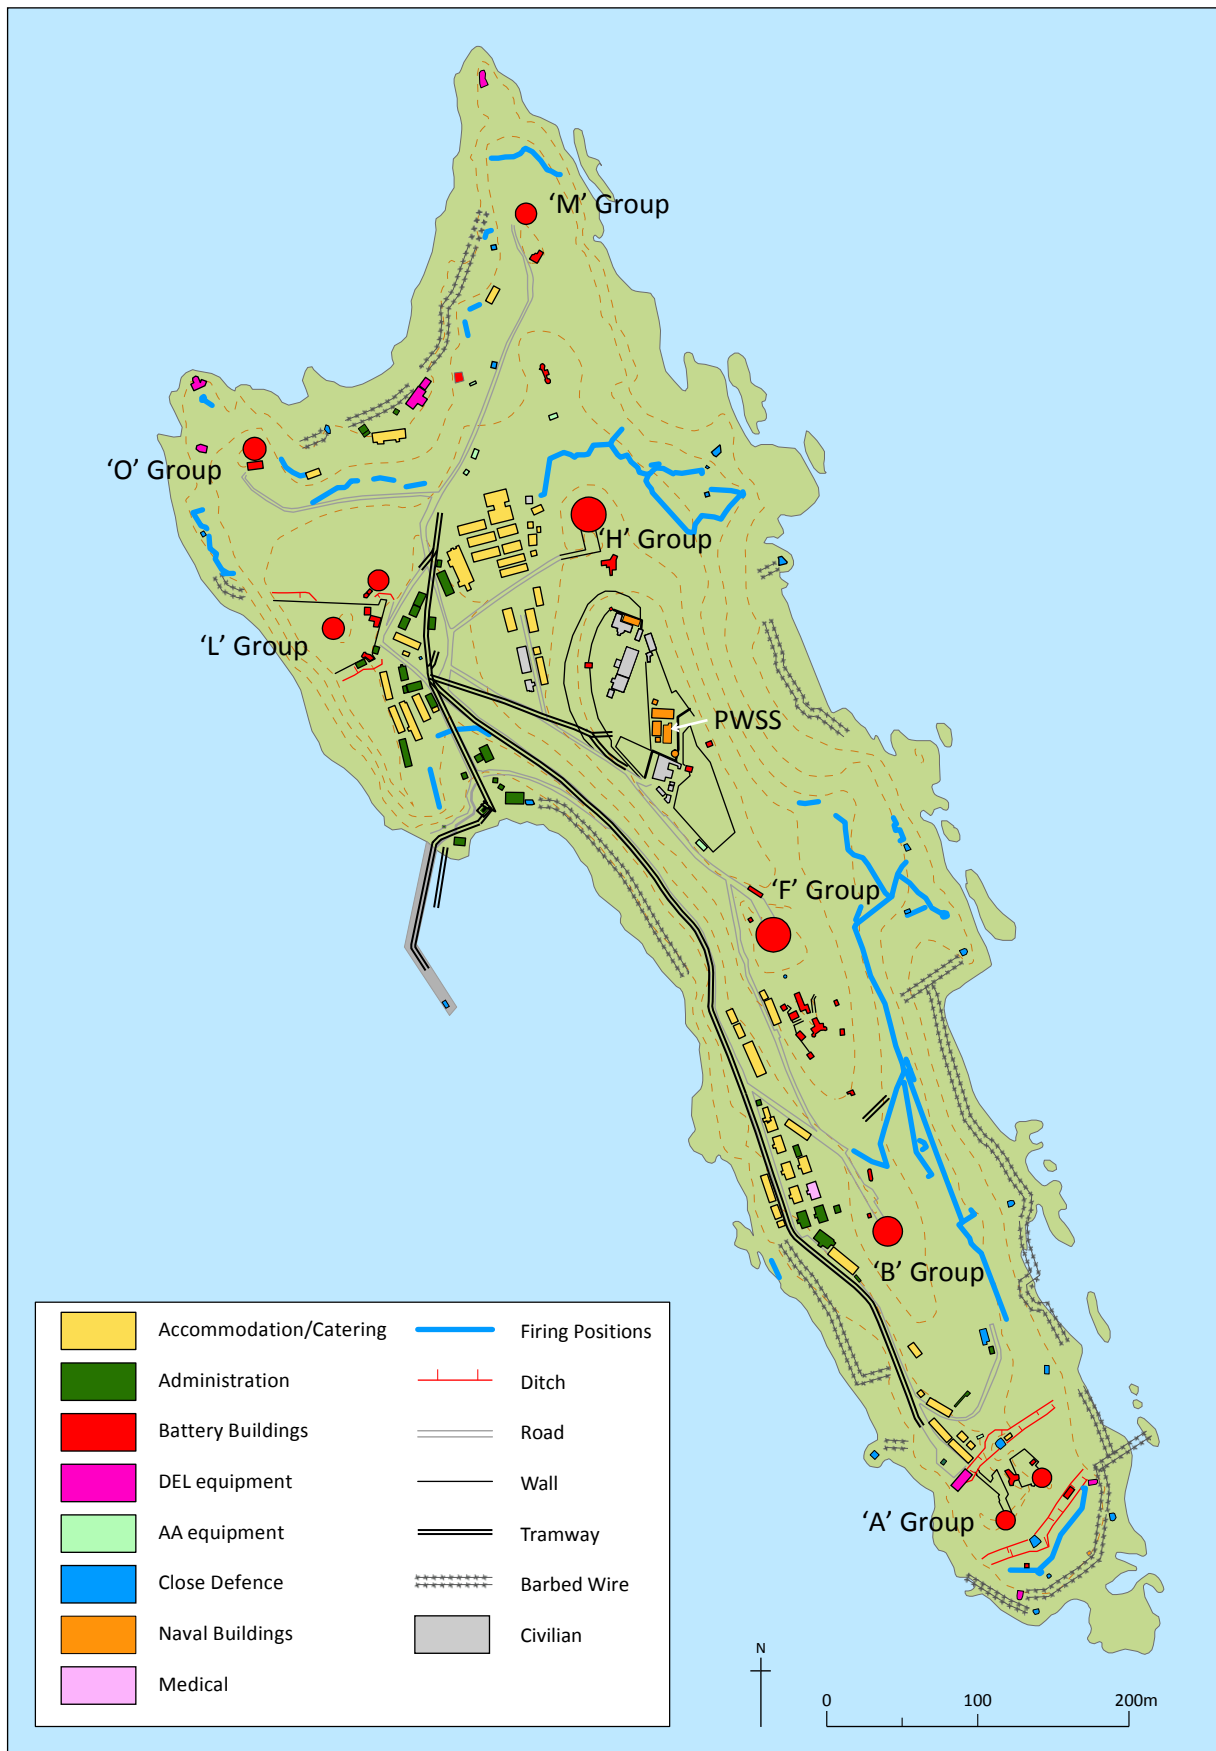 ‘M’ Group
‘O’ Group
‘H’ Group
‘L’ Group
PWSS
‘F’ Group
‘B’ Group
‘A’ Group
Accommodation/Catering
Administration
Battery Buildings
DEL equipment
AA equipment
Close Defence
Naval Buildings
Medical
Firing Positions
Ditch
Road
Wall
Tramway
Barbed Wire
Civilian
N
0 100 200m